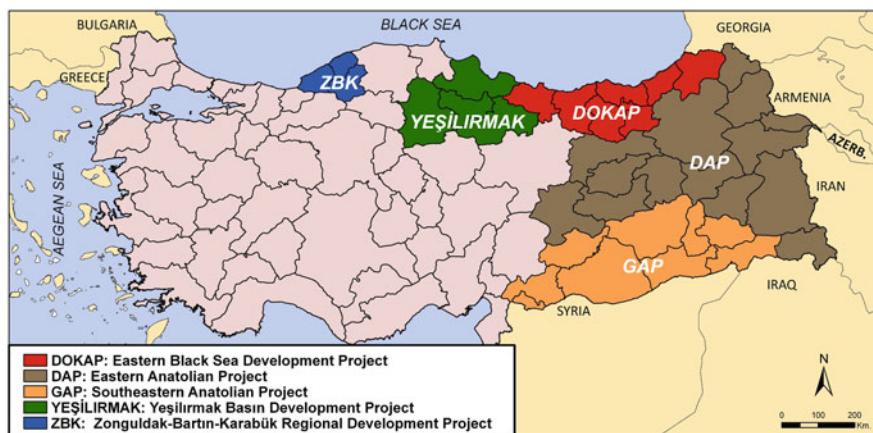 BULGARIA
BLACK SEA
GEORGIA
GREECE
ZBK
ARMENIA
YEŞİLIRMAK
DOKAP
AZERB.
DAP
AEGEAN SEA
IRAN
GAP
IRAQ
SYRIA
DOKAP: Eastern Black Sea Development Project
DAP: Eastern Anatolian Project
GAP: Southeastern Anatolian Project
YEŞİLIRMAK: Yeşilırmak Basın Development Project
ZBK: Zonguldak-Bartın-Karabük Regional Development Project
N
0 100 200
Km.